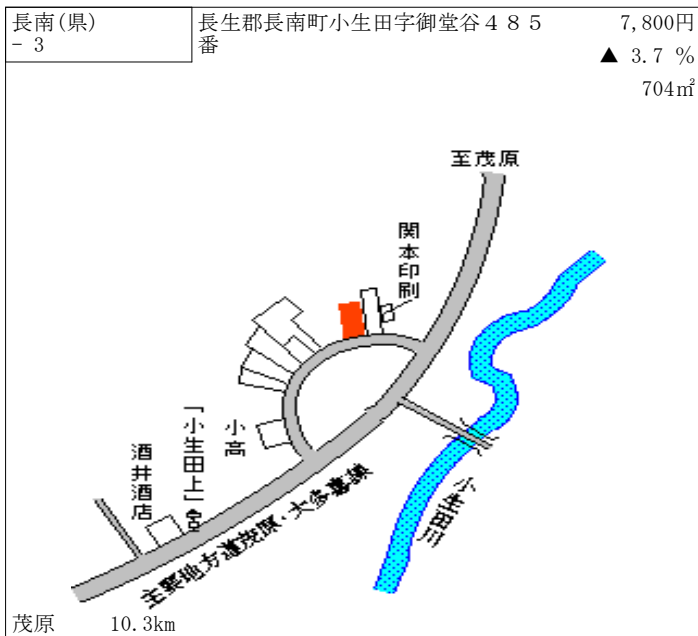 長南(県)
- 3
長生郡長南町小生田字御堂谷４８５
番
7,800円
▲ 3.7 %
704㎡
至茂原
関本印刷
小高
「小生田上」
酒井酒店
小生田川
主要地方道茂原・大多喜線
茂原 10.3km